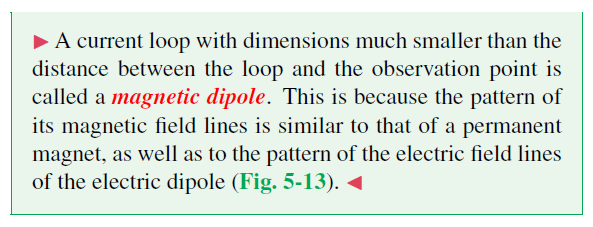 ▶ A current loop with dimensions much smaller than the
distance between the loop and the observation point is
called a magnetic dipole. This is because the pattern of
its magnetic field lines is similar to that of a permanent
magnet, as well as to the pattern of the electric field lines
of the electric dipole (Fig. 5-13). ◀